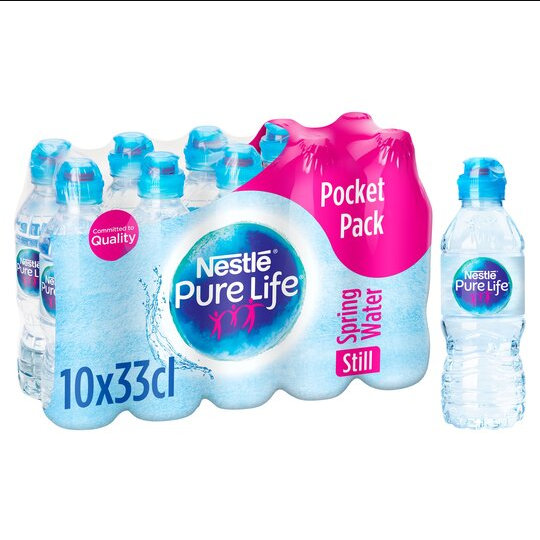 Committed to
Quality
Nestlé®
Pure Life®
10x33cl
Pocket
Pack
Spring
Water
Still
Nestlé
Pure Life